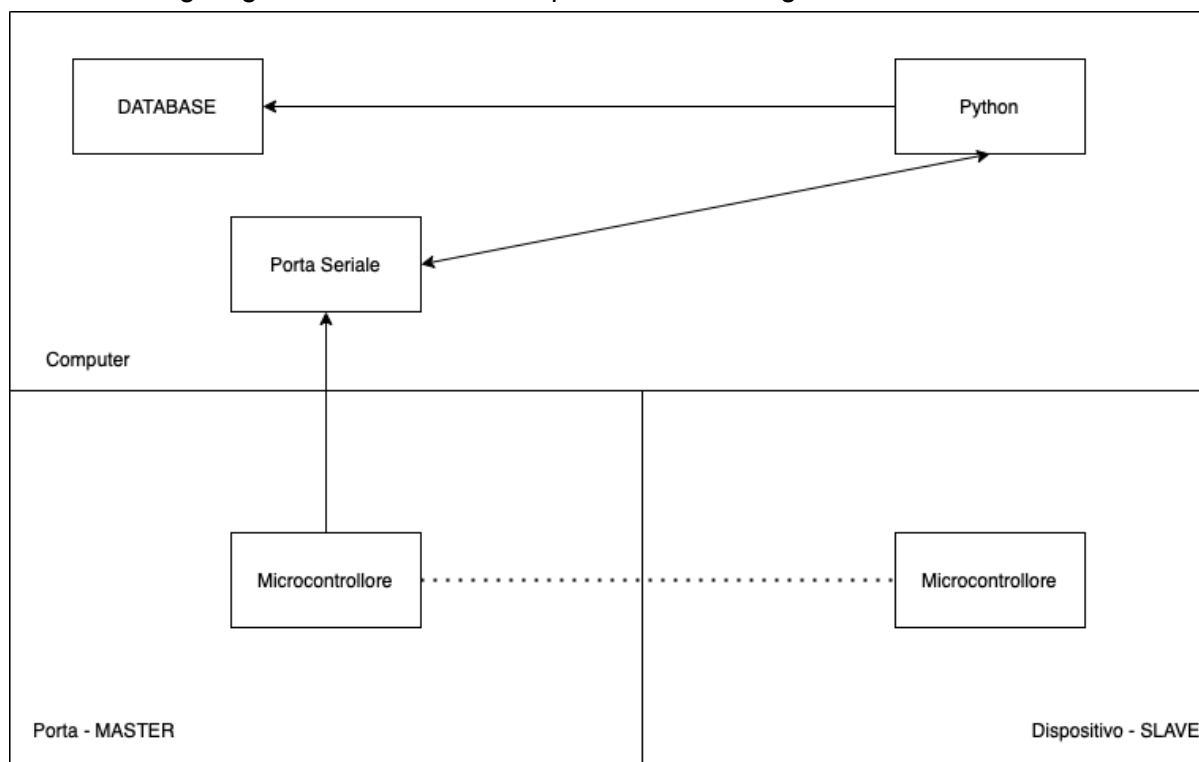 DATABASE
Python
Porta Seriale
Computer
Microcontrollore
Microcontrollore
Porta - MASTER
Dispositivo - SLAVE